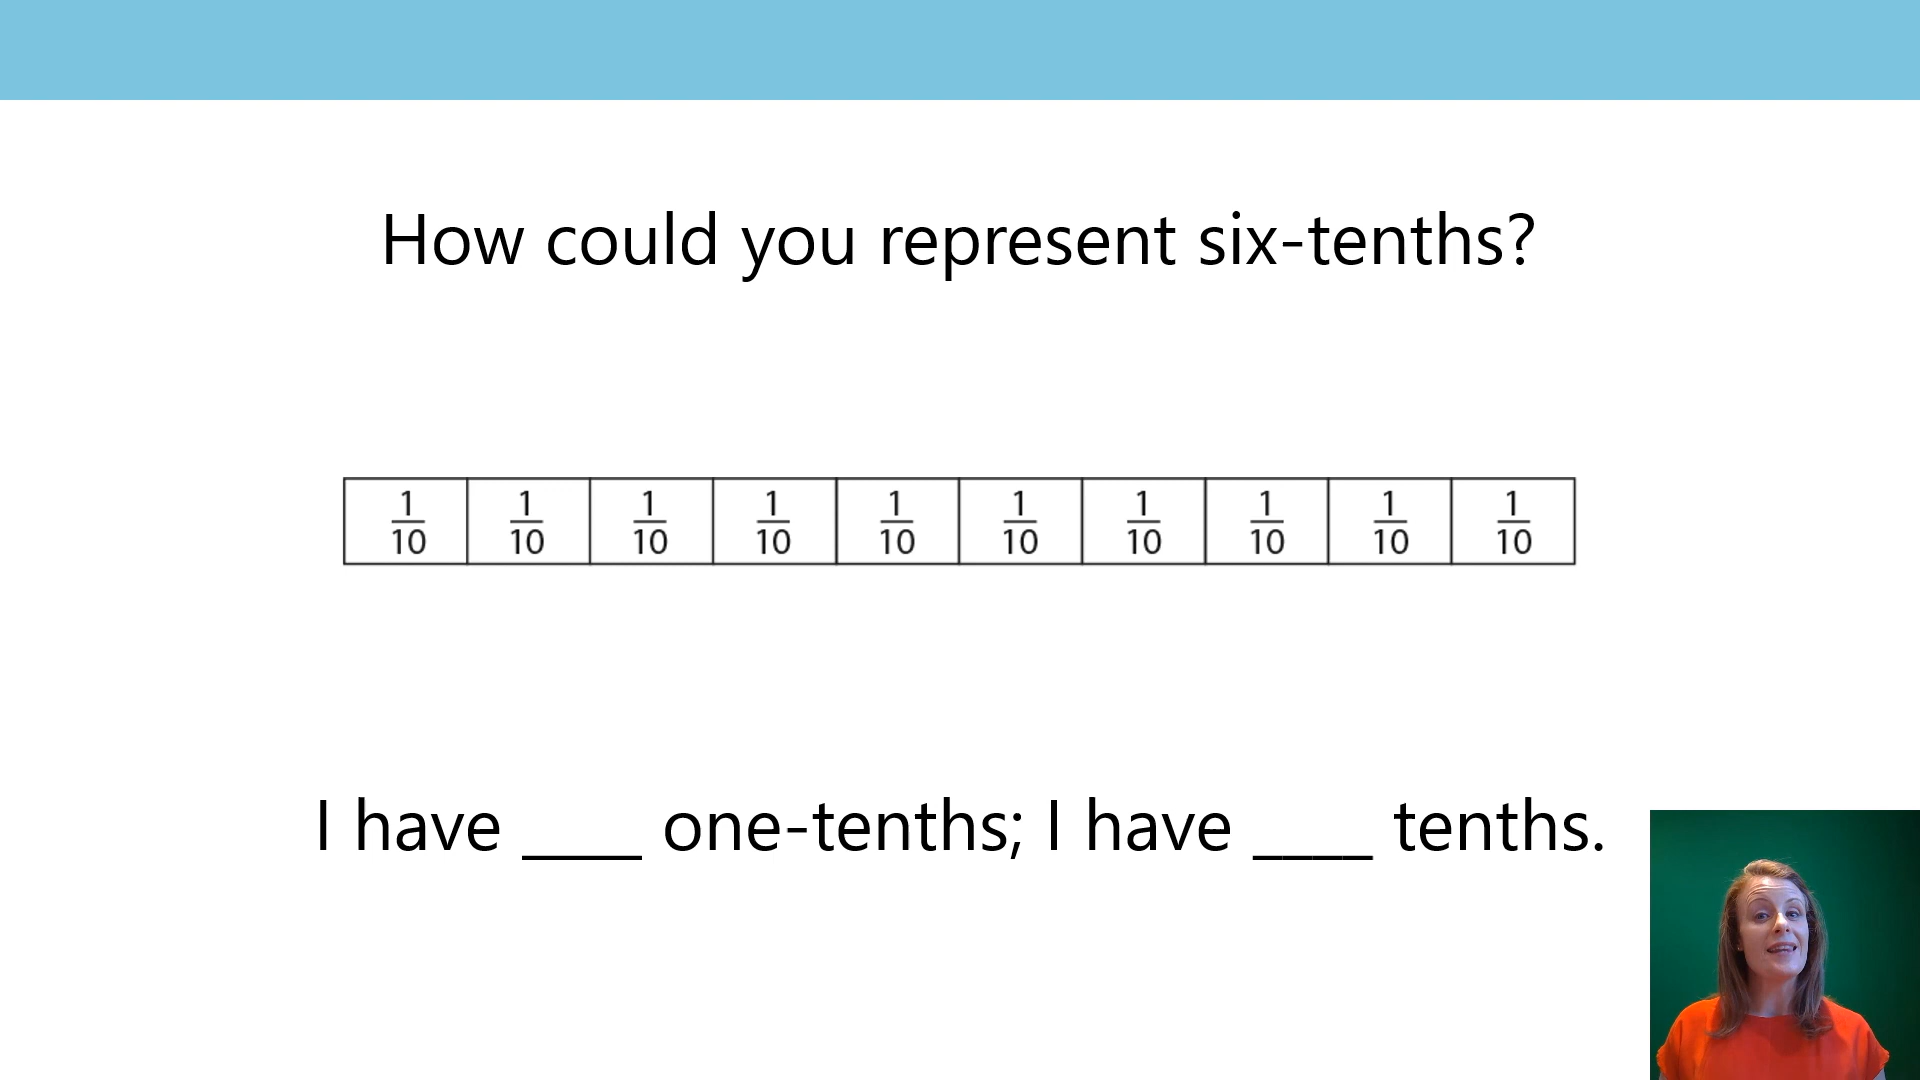 How could you represent six-tenths?
1 1 1 1 1 1 1 1 1 1
10 10 10 10 10 10 10 10 10 10
I have ____ one-tenths; I have ____ tenths.